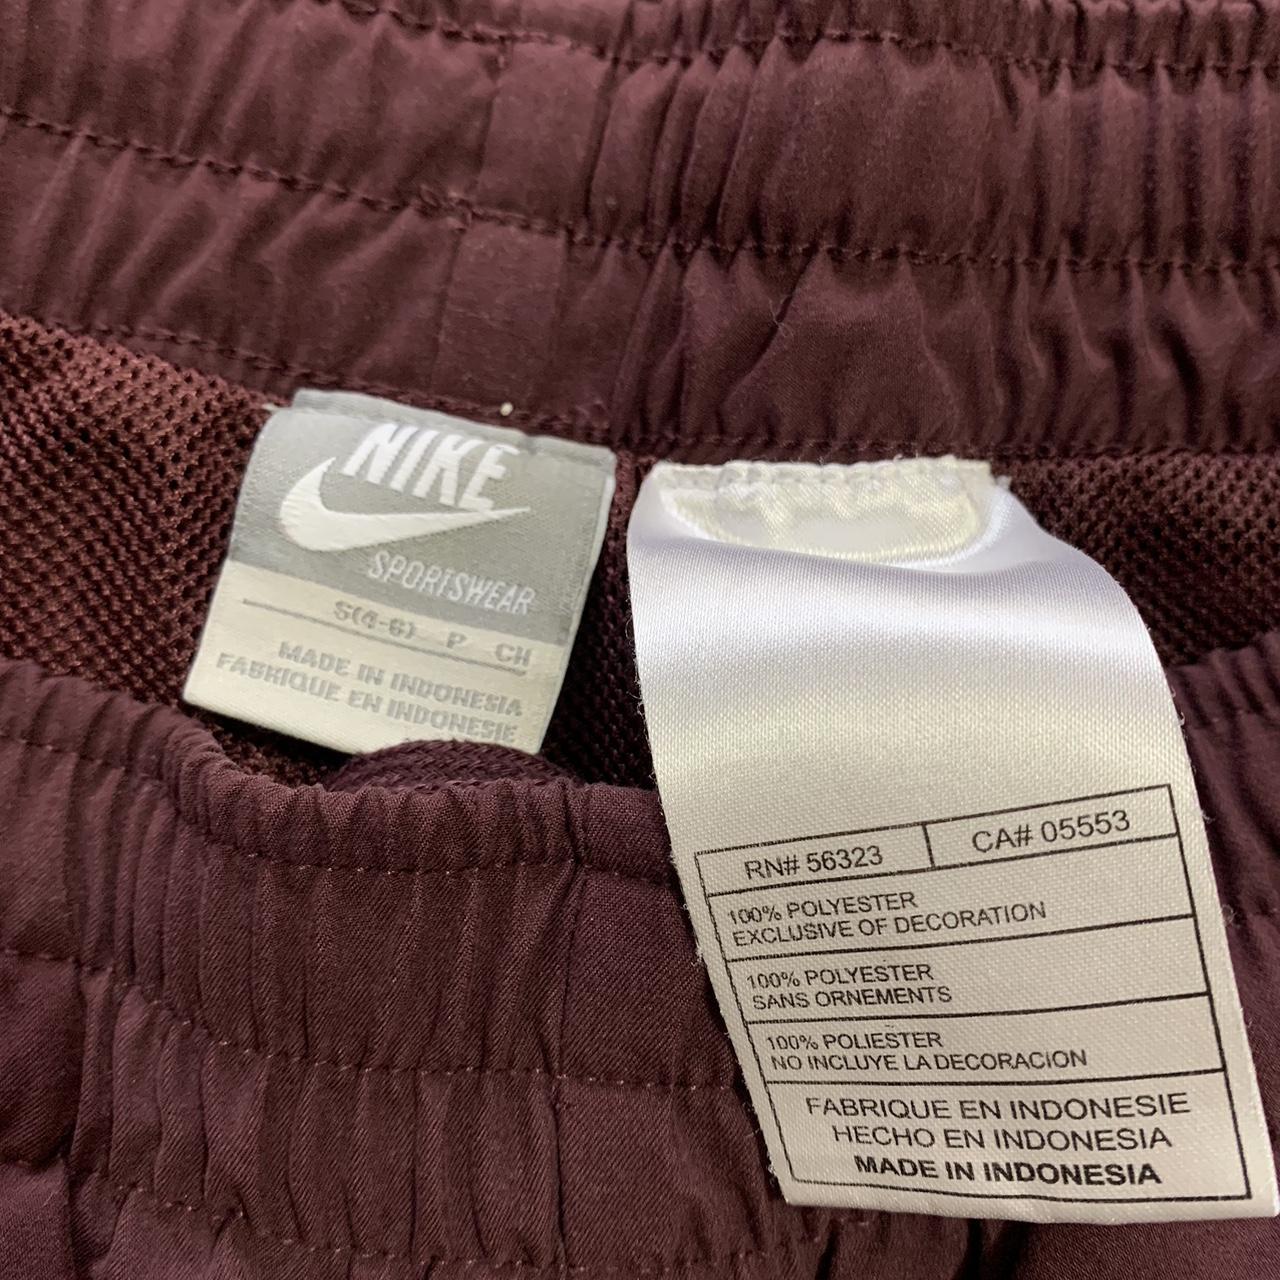 NIKE
SPORTSWEAR
S(4-6) P CH
MADE IN INDONESIA
FABRIQUE EN INDONESIE
RN# 56323
CA# 05553
100% POLYESTER
EXCLUSIVE OF DECORATION
100% POLYESTER
SANS ORNEMENTS
100% POLIESTER
NO INCLUYE LA DECORACION
FABRIQUE EN INDONESIE
HECHO EN INDONESIA
MADE IN INDONESIA